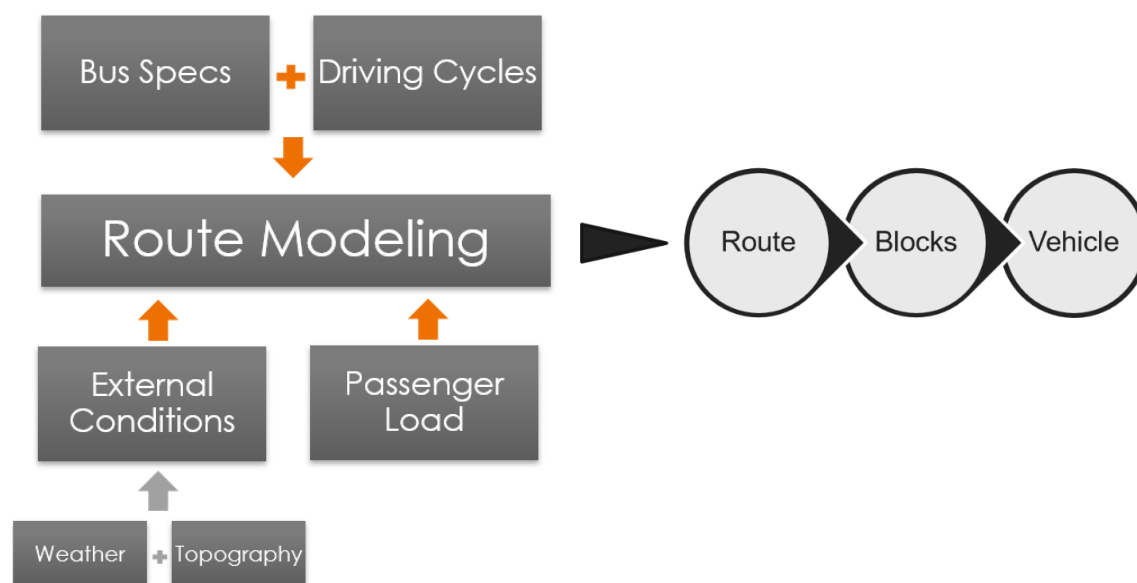 Bus Specs + Driving Cycles
Route Modeling
Route
Blocks
Vehicle
External
Conditions
Passenger
Load
Weather + Topography